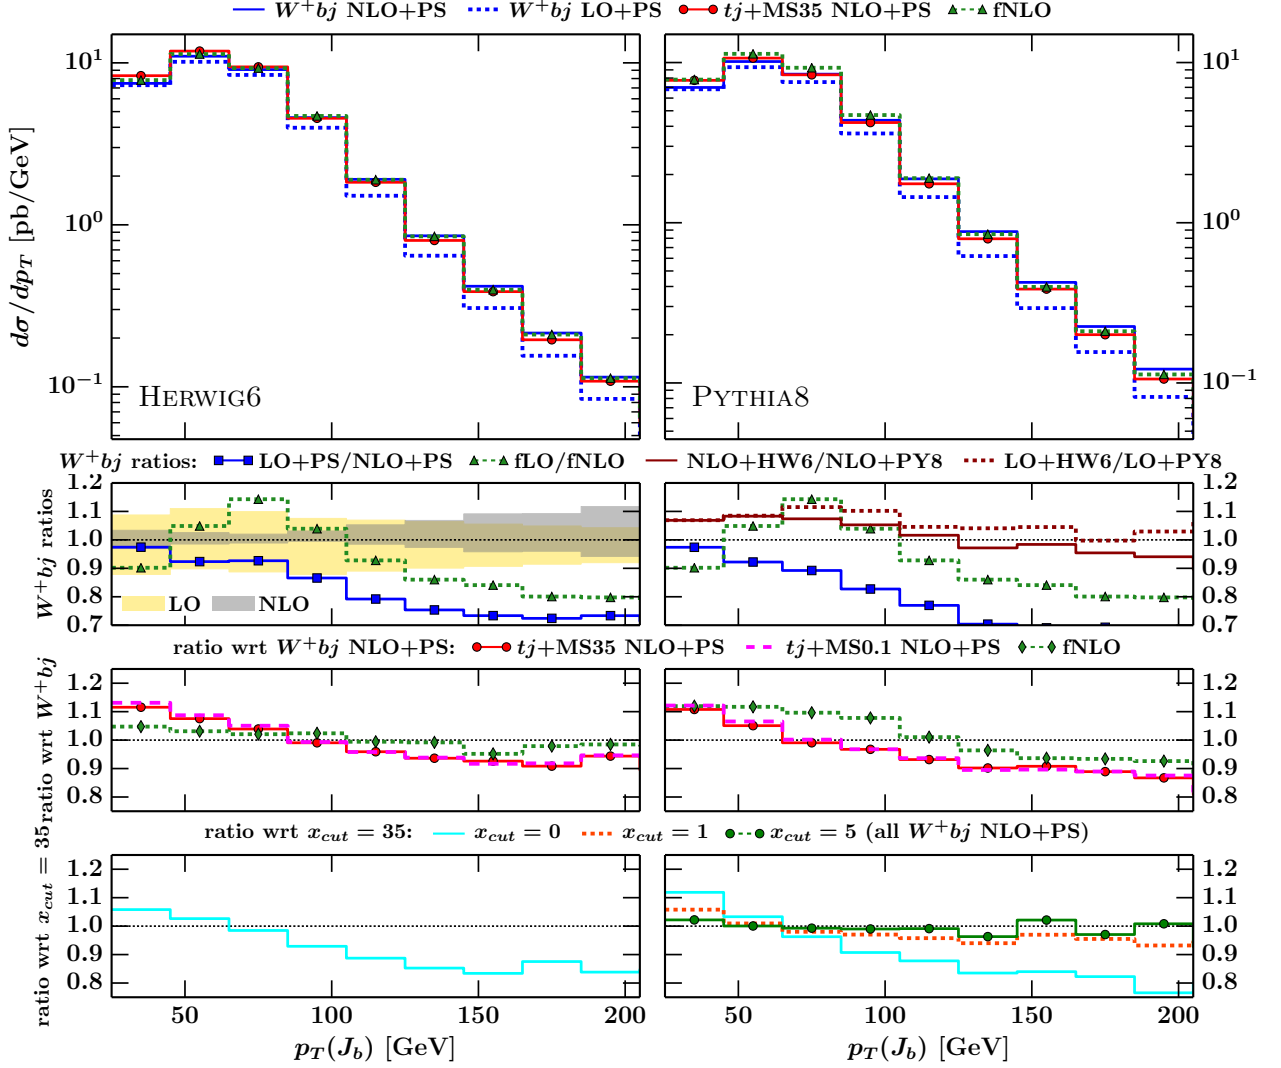 W⁺bj NLO+PS W⁺bj LO+PS tj+MS35 NLO+PS fNLO
10¹ 10¹
10⁰ 10⁰
10⁻¹ 10⁻¹
dσ/dp_T [pb/GeV]
HERWIG6 PYTHIA8
W⁺bj ratios: LO+PS/NLO+PS fLO/fNLO NLO+HW6/NLO+PY8 LO+HW6/LO+PY8
W⁺bj ratios
1.2 1.2
1.1 1.1
1.0 1.0
0.9 0.9
0.8 0.8
0.7 0.7
LO NLO
ratio wrt W⁺bj NLO+PS: tj+MS35 NLO+PS tj+MS0.1 NLO+PS fNLO
ratio wrt W⁺bj
1.2 1.2
1.1 1.1
1.0 1.0
0.9 0.9
0.8 0.8
ratio wrt x_cut = 35: x_cut = 0 x_cut = 1 x_cut = 5 (all W⁺bj NLO+PS)
ratio wrt x_cut = 35
1.2 1.2
1.1 1.1
1.0 1.0
0.9 0.9
0.8 0.8
50 100 150 200 50 100 150 200
p_T(J_b) [GeV] p_T(J_b) [GeV]